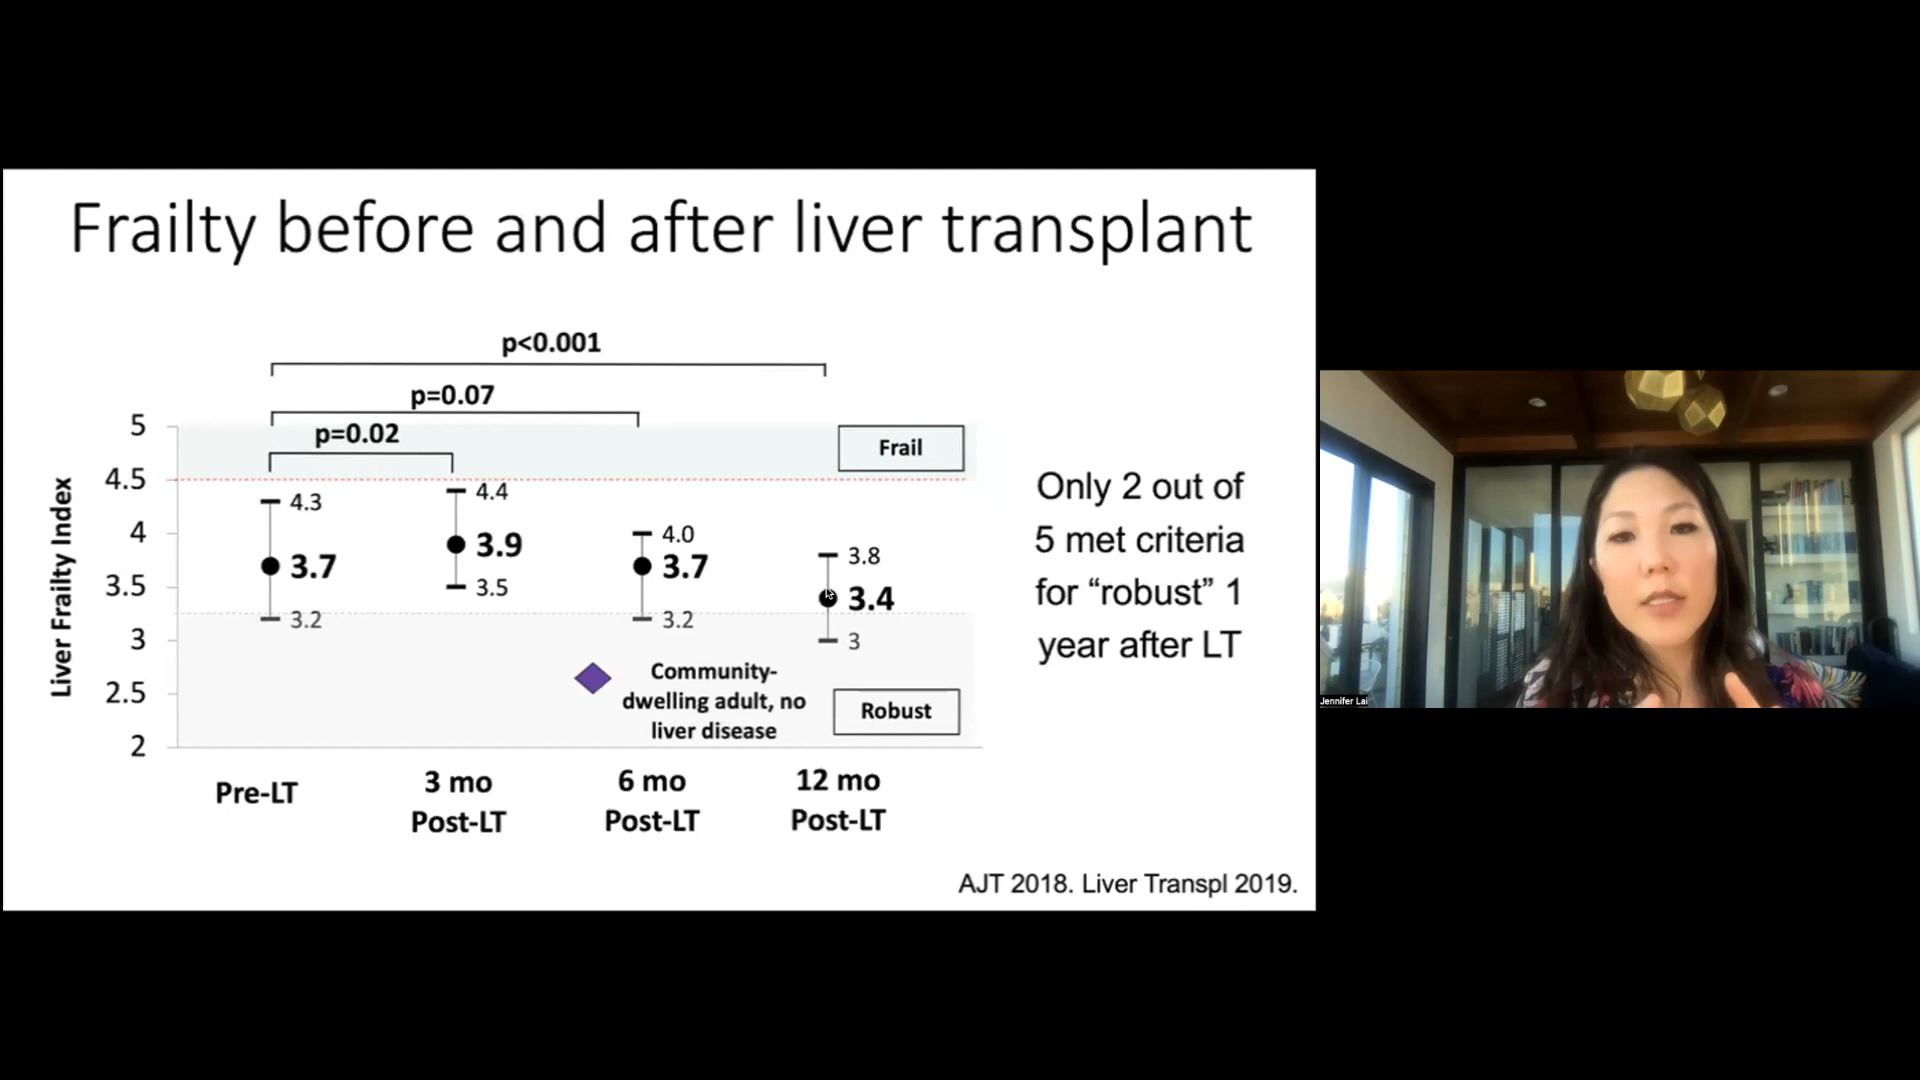 Frailty before and after liver transplant
p<0.001
p=0.07
p=0.02
5
4.5
4
3.5
3
2.5
2
Liver Frailty Index
Frail
4.3
3.7
3.2
4.4
3.9
3.5
4.0
3.7
3.2
3.8
3.4
3
Community-
dwelling adult, no
liver disease
Robust
Pre-LT
3 mo
Post-LT
6 mo
Post-LT
12 mo
Post-LT
Only 2 out of
5 met criteria
for “robust” 1
year after LT
AJT 2018. Liver Transpl 2019.
Jennifer Lai